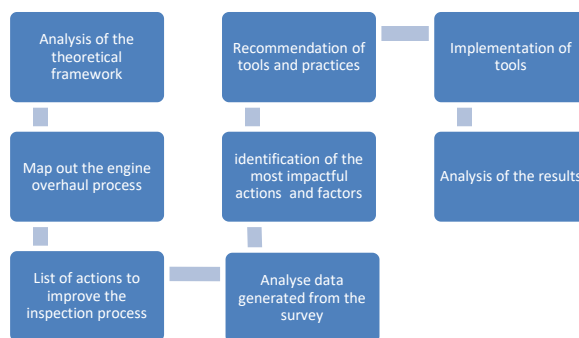 Analysis of the
theoretical
framework
Map out the engine
overhaul process
List of actions to
improve the
inspection process
Analyse data
generated from the
survey
identification of the
most impactful
actions and factors
Recommendation of
tools and practices
Implementation of
tools
Analysis of the results